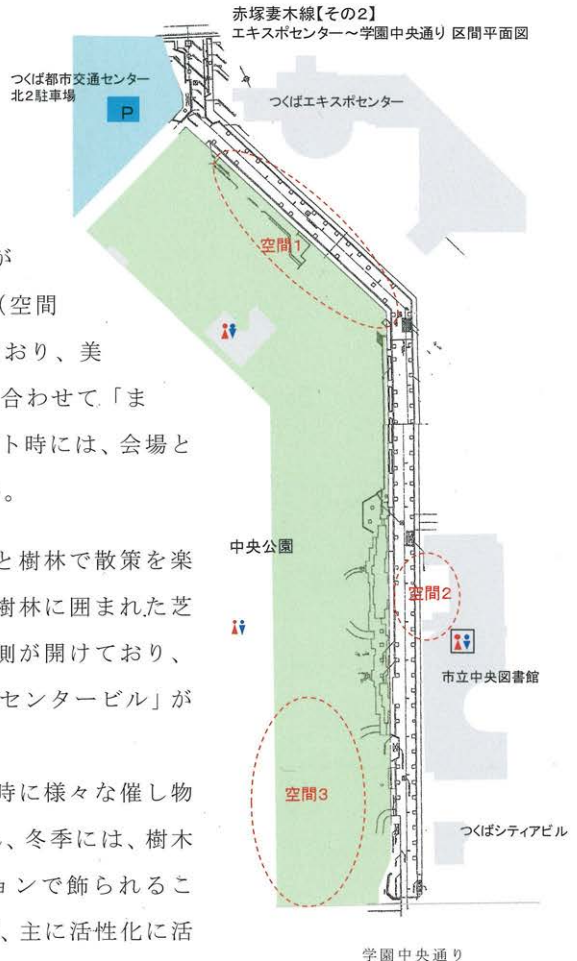 赤塚妻木線【その2】
エキスポセンター～学園中央通り 区間平面図
つくば都市交通センター
北2駐車場
P
つくばエキスポセンター
空間1
が
（空間
おり、美
合わせて「ま
ト時には、会場と
。
と樹林で散策を楽
樹林に囲まれた芝
側が開けており、
センタービル」が
時に様々な催し物
、冬季には、樹木
ョンで飾られるこ
、主に活性化に活
中央公園
空間2
市立中央図書館
空間3
つくばシティアビル
学園中央通り